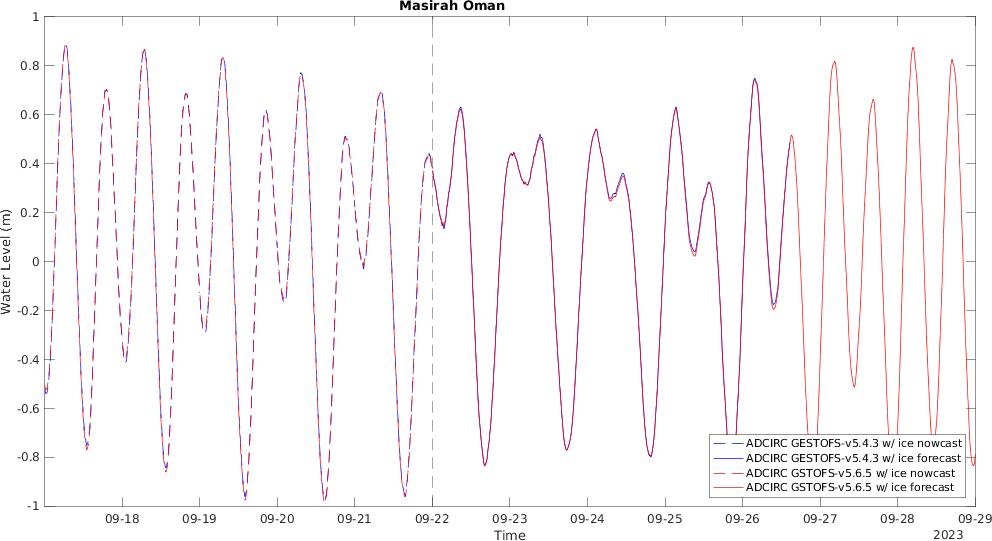 Masirah Oman
1
0.8
0.6
0.4
0.2
0
-0.2
-0.4
-0.6
-0.8
-1
Water Level (m)
ADCIRC GESTOFS-v5.4.3 w/ ice nowcast
ADCIRC GESTOFS-v5.4.3 w/ ice forecast
ADCIRC GSTOFS-v5.6.5 w/ ice nowcast
ADCIRC GSTOFS-v5.6.5 w/ ice forecast
09-18 09-19 09-20 09-21 09-22 09-23 09-24 09-25 09-26 09-27 09-28 09-29
Time
2023